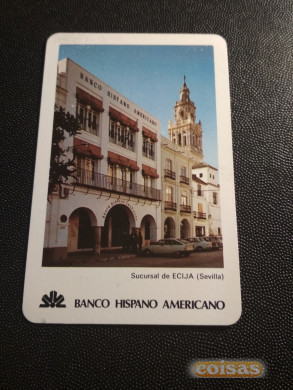 BANCO HISPANO AMERICANO
Sucursal de ECIJA (Sevilla)
BANCO HISPANO AMERICANO
coisas